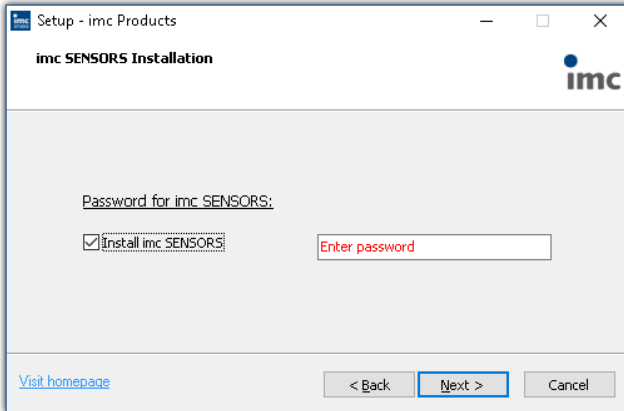 Setup - imc Products
imc SENSORS Installation
imc
Password for imc SENSORS:
Install imc SENSORS
Enter password
Visit homepage
< Back
Next >
Cancel